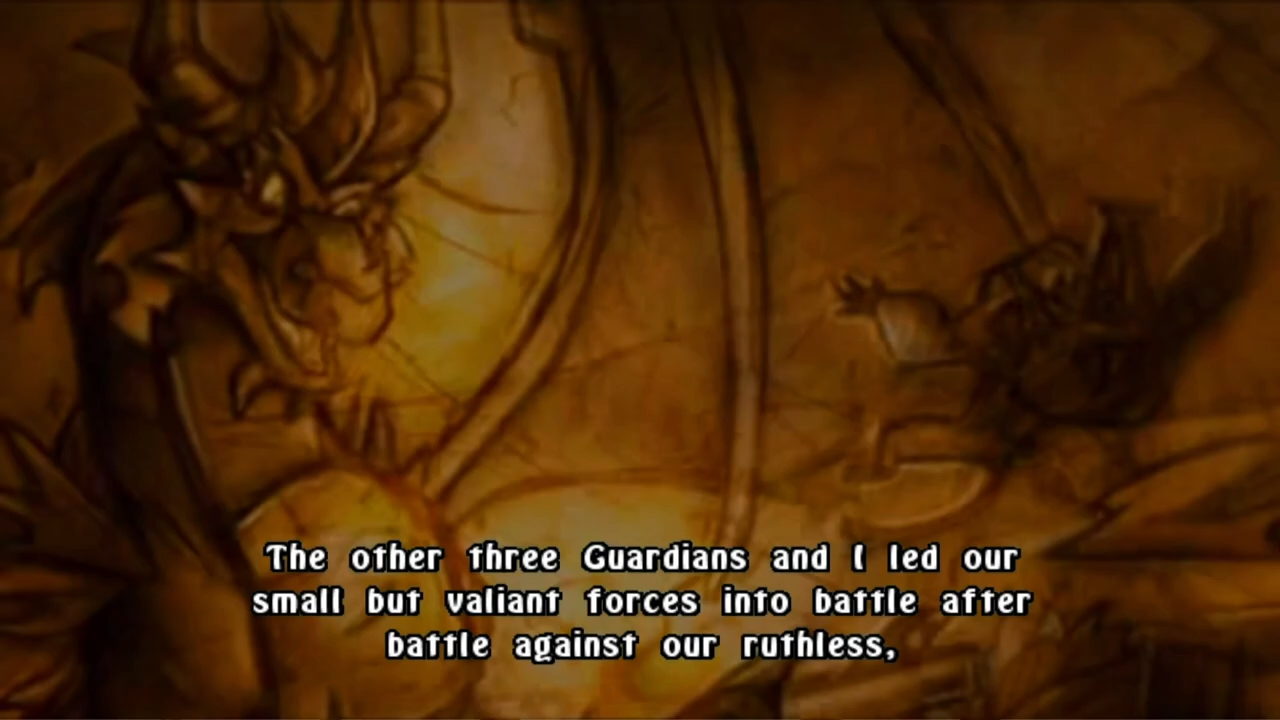 The other three Guardians and I led our
small but valiant forces into battle after
battle against our ruthless,